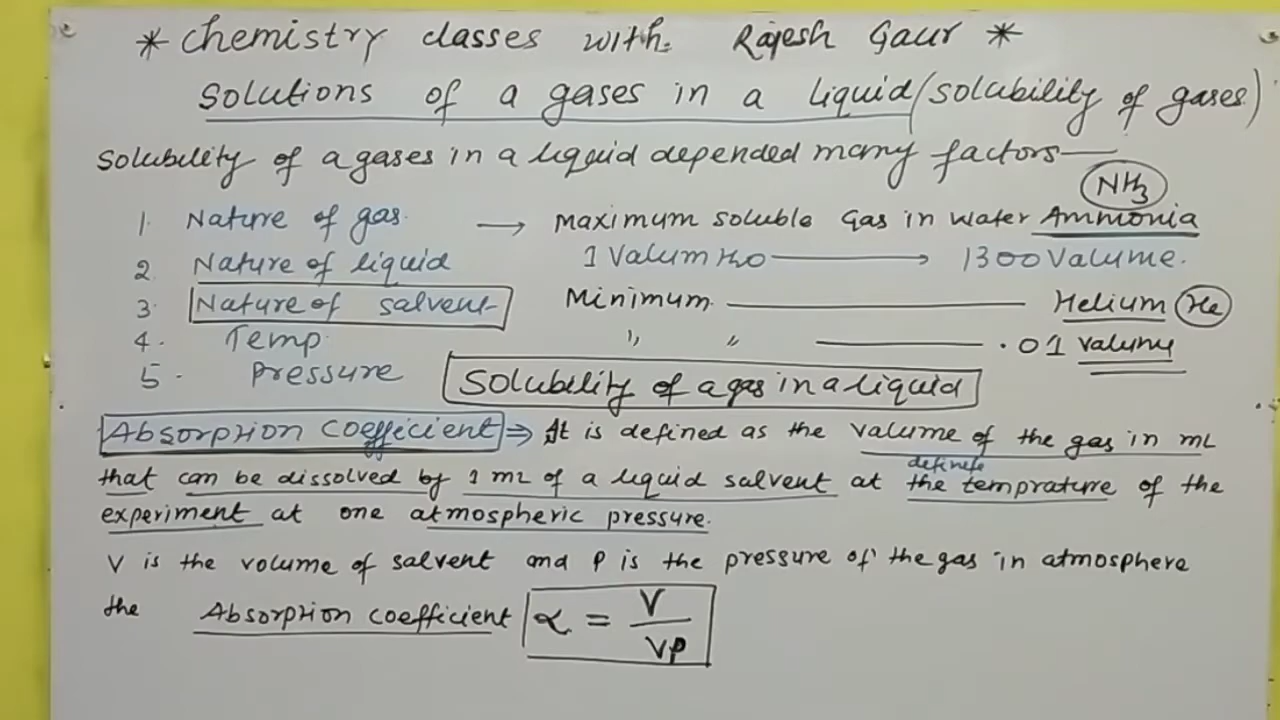 * Chemistry classes with Rajesh Gaur *
Solutions of a gases in a liquid/(solubility of gases)
Solubility of a gases in a liquid depended many factors—
NH3
1. Nature of gas. → Maximum soluble Gas in water Ammonia
2. Nature of liquid 1 Valum H2O → 1300 Valume.
3. Nature of salvent Minimum. — Helium (He)
4. Temp. " " — .01 valume
5. Pressure Solubility of a gas in a liquid
Absorption coefficient ⇒ It is defined as the valume of the gas in mL
definete
that can be dissolved by 1 mL of a liquid salvent at the temprature of the
experiment at one atmospheric pressure.
V is the volume of salvent and P is the pressure of the gas in atmosphere
the Absorption coefficient α = V / VP